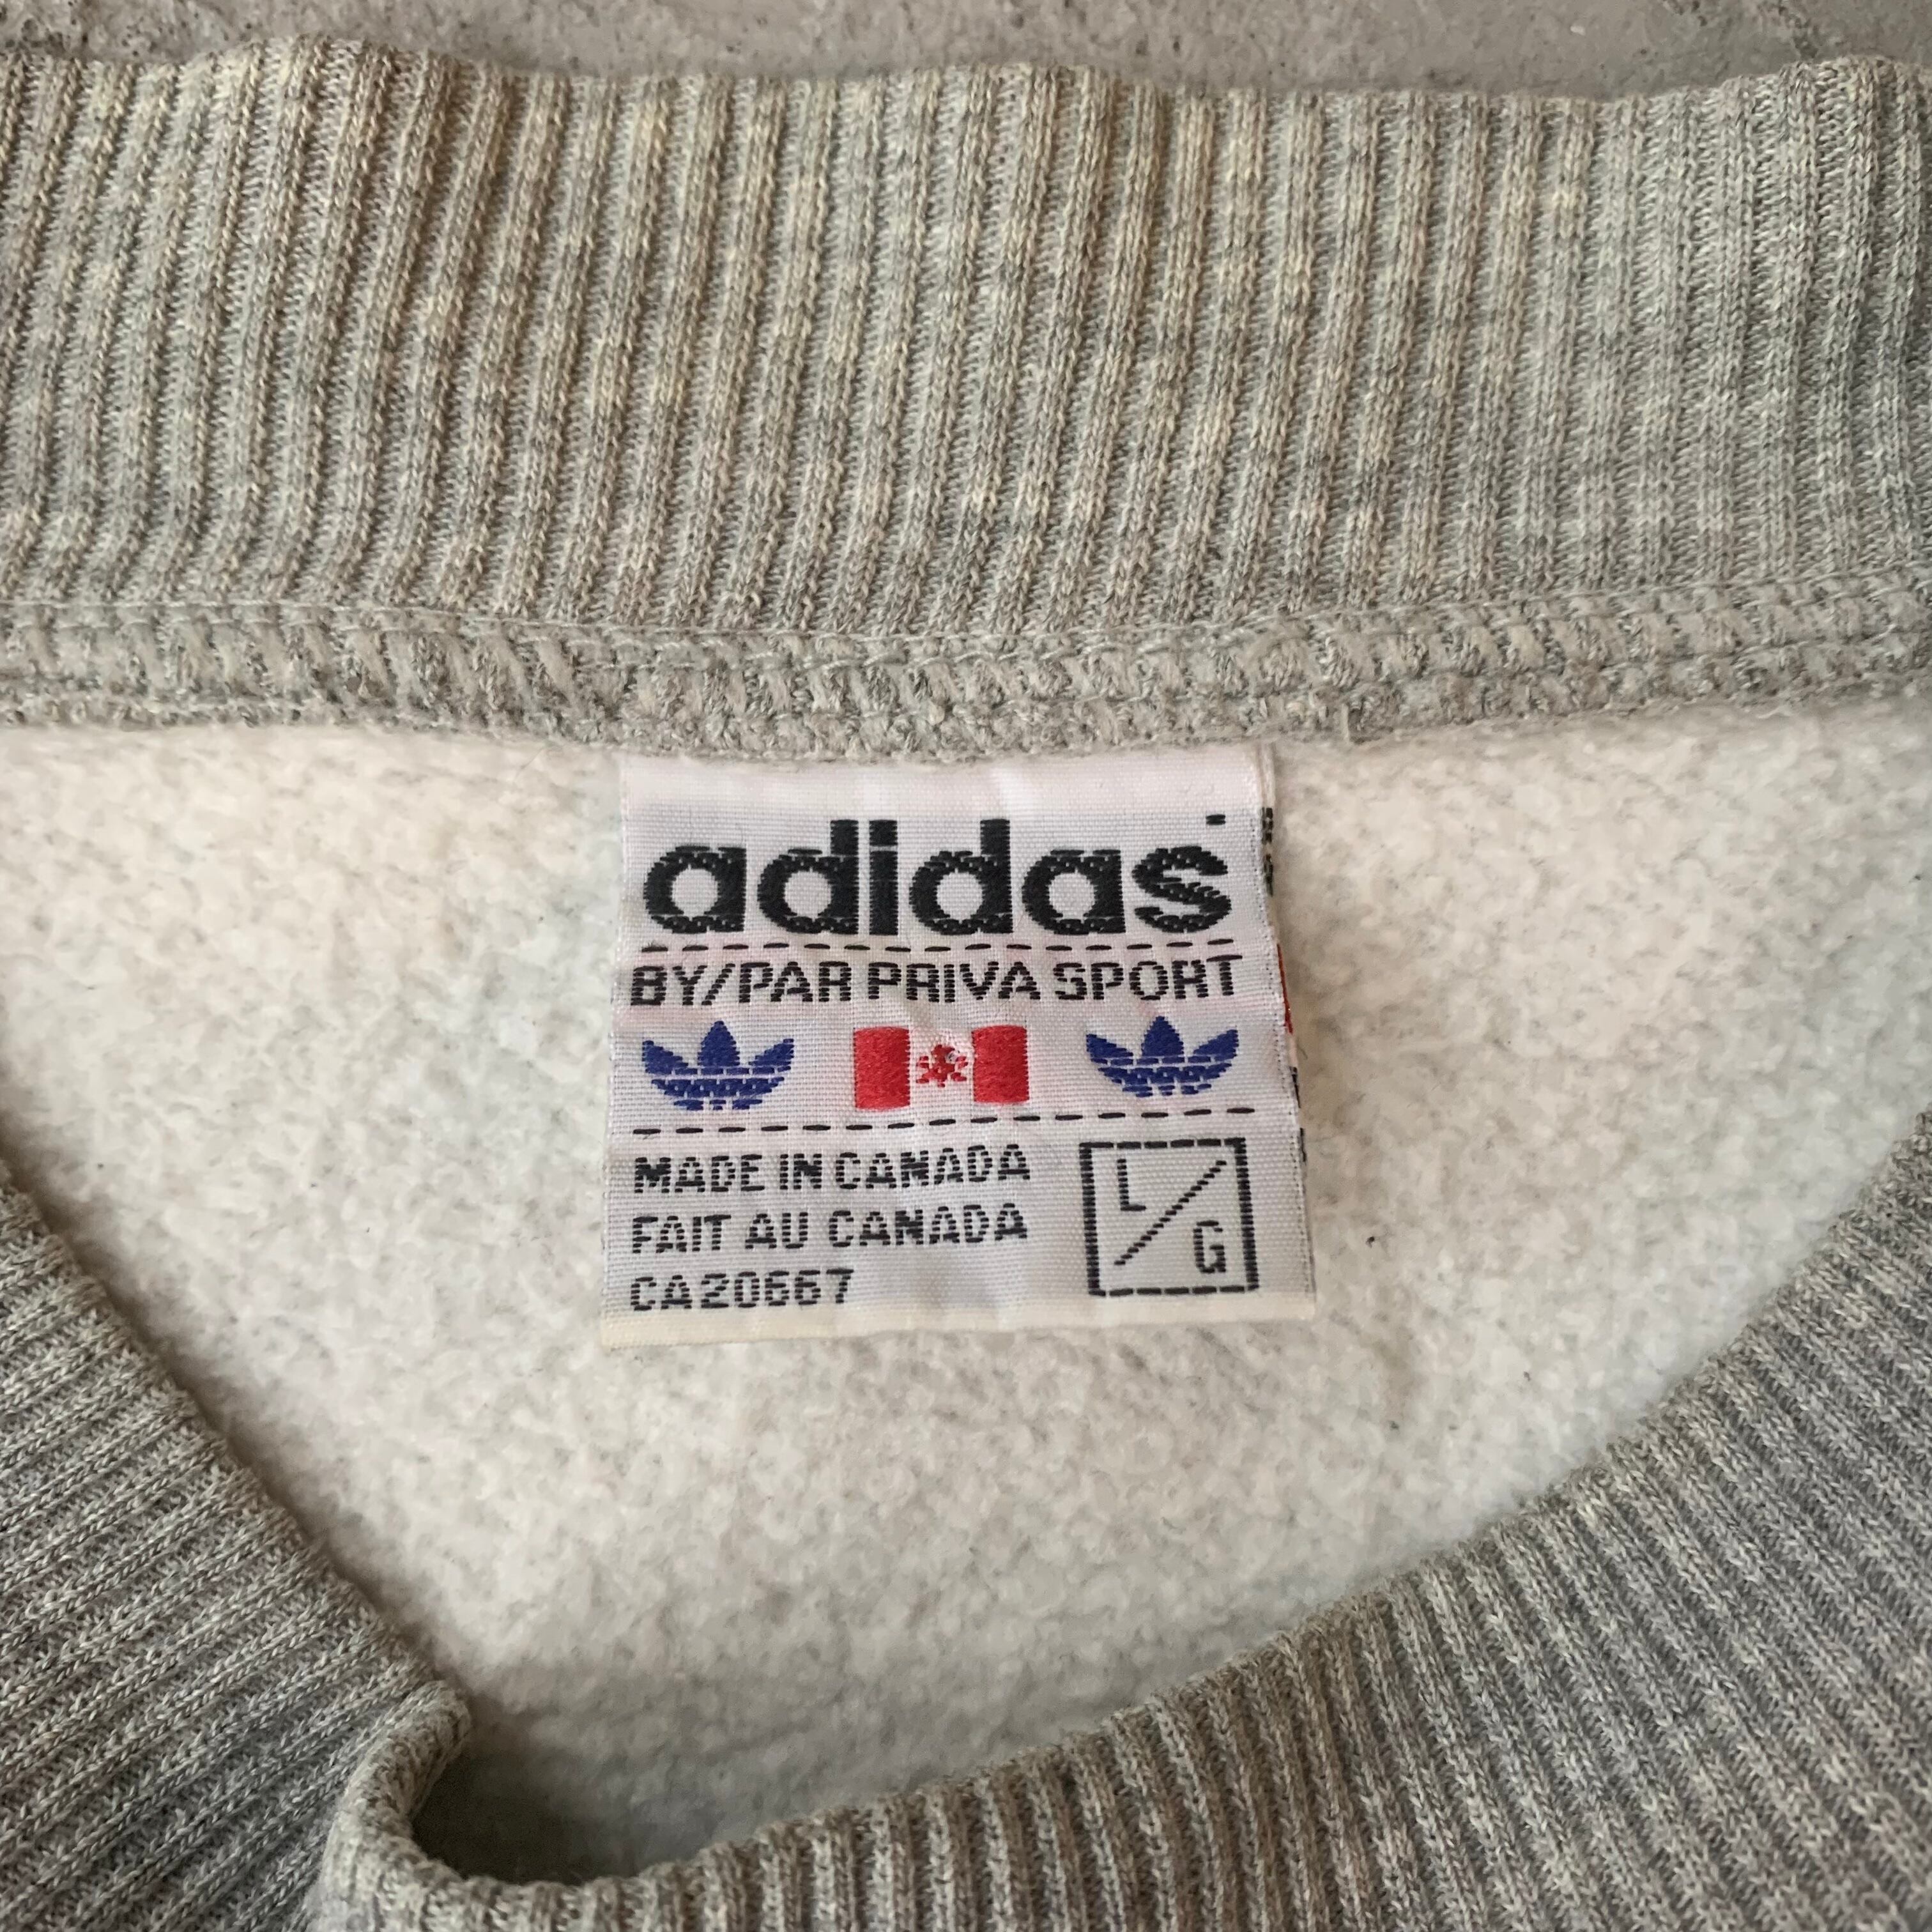 adidas
BY/PAR PRIVA SPORT
MADE IN CANADA
FAIT AU CANADA
CA20667
L/G